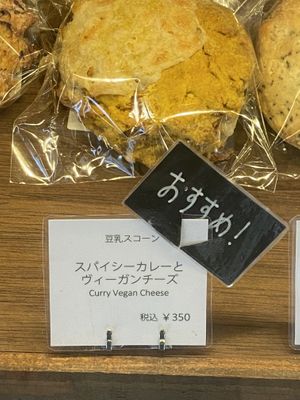 おすすめ!
豆乳スコーン
スパイシーカレーと
ヴィーガンチーズ
Curry Vegan Cheese
税込 ¥350